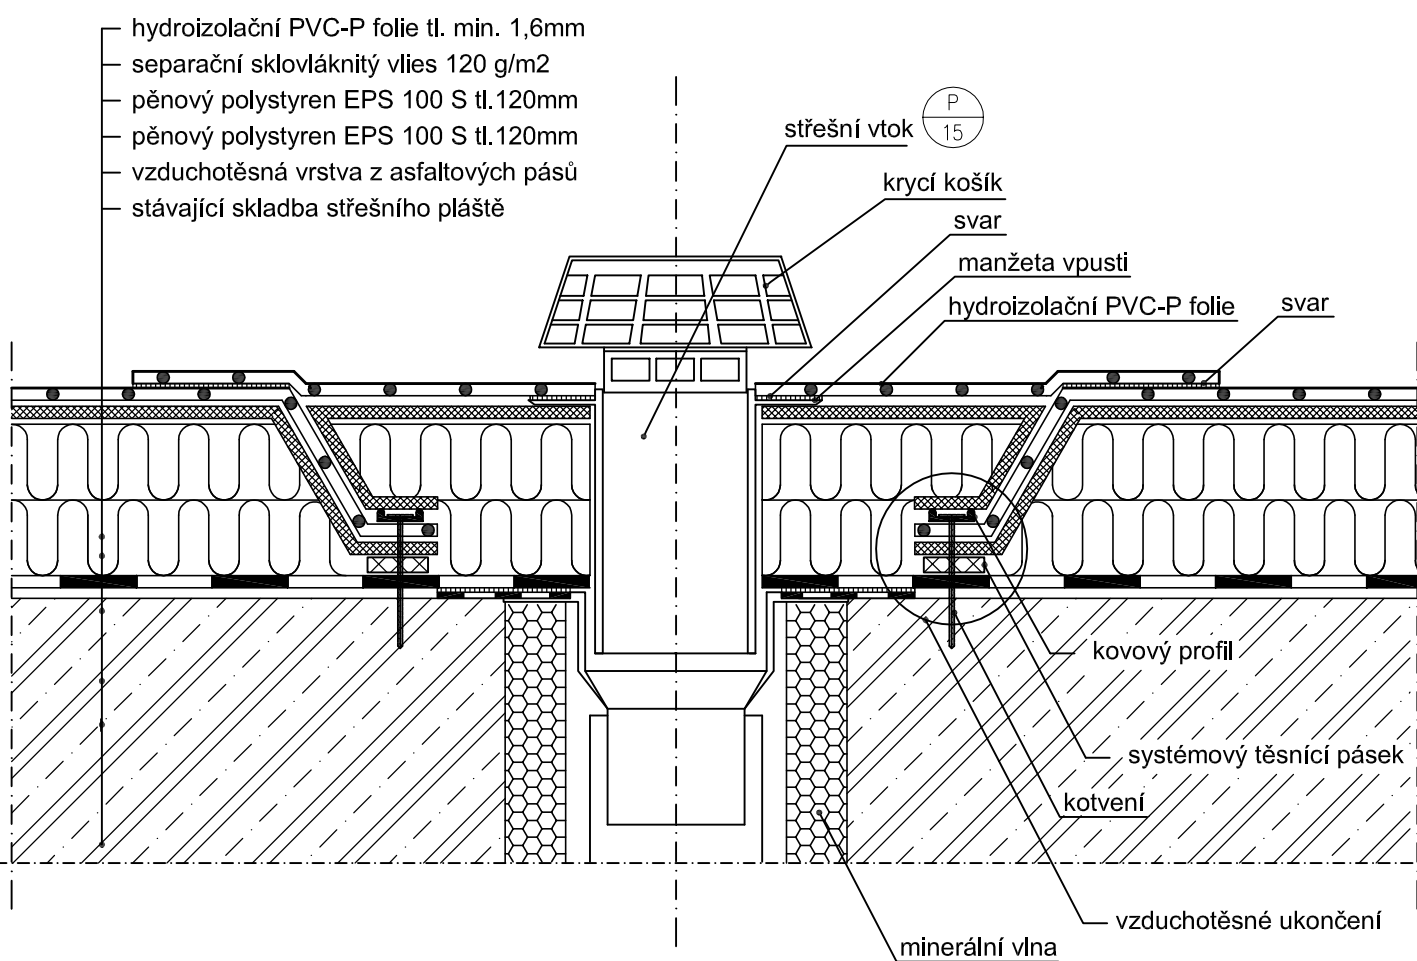 hydroizolační PVC-P folie tl. min. 1,6mm
separační sklovláknitý vlies 120 g/m2
pěnový polystyren EPS 100 S tl.120mm
pěnový polystyren EPS 100 S tl.120mm
vzduchotěsná vrstva z asfaltových pásů
stávající skladba střešního pláště
střešní vtok
P
15
krycí košík
svar
manžeta vpusti
hydroizolační PVC-P folie
svar
kovový profil
systémový těsnící pásek
kotvení
vzduchotěsné ukončení
minerální vlna